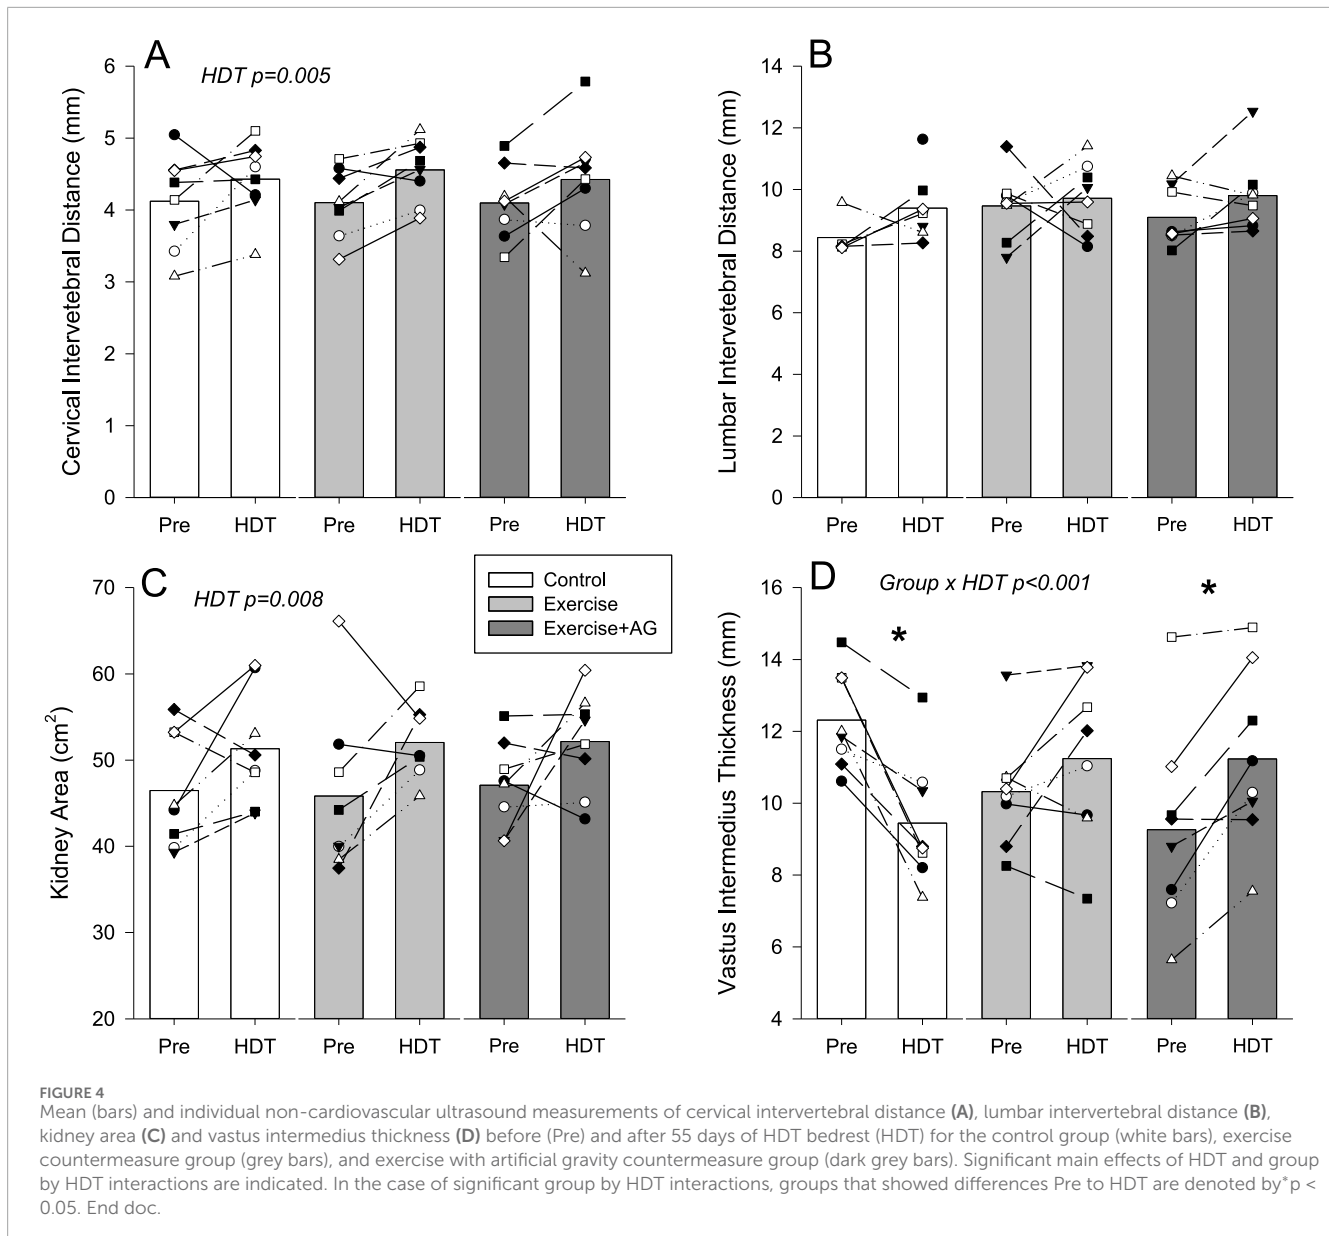 A
HDT p=0.005
Cervical Intervetebral Distance (mm)
6
5
4
3
2
1
0
Pre HDT Pre HDT Pre HDT
B
Lumbar Intervetebral Distance (mm)
14
12
10
8
6
4
2
0
Pre HDT Pre HDT Pre HDT
C
HDT p=0.008
Kidney Area (cm²)
70
60
50
40
30
20
Pre HDT Pre HDT Pre HDT
Control
Exercise
Exercise+AG
D
Group x HDT p<0.001
* *
Vastus Intermedius Thickness (mm)
16
14
12
10
8
6
4
Pre HDT Pre HDT Pre HDT
FIGURE 4
Mean (bars) and individual non-cardiovascular ultrasound measurements of cervical intervertebral distance (A), lumbar intervertebral distance (B),
kidney area (C) and vastus intermedius thickness (D) before (Pre) and after 55 days of HDT bedrest (HDT) for the control group (white bars), exercise
countermeasure group (grey bars), and exercise with artificial gravity countermeasure group (dark grey bars). Significant main effects of HDT and group
by HDT interactions are indicated. In the case of significant group by HDT interactions, groups that showed differences Pre to HDT are denoted by*p <
0.05. End doc.